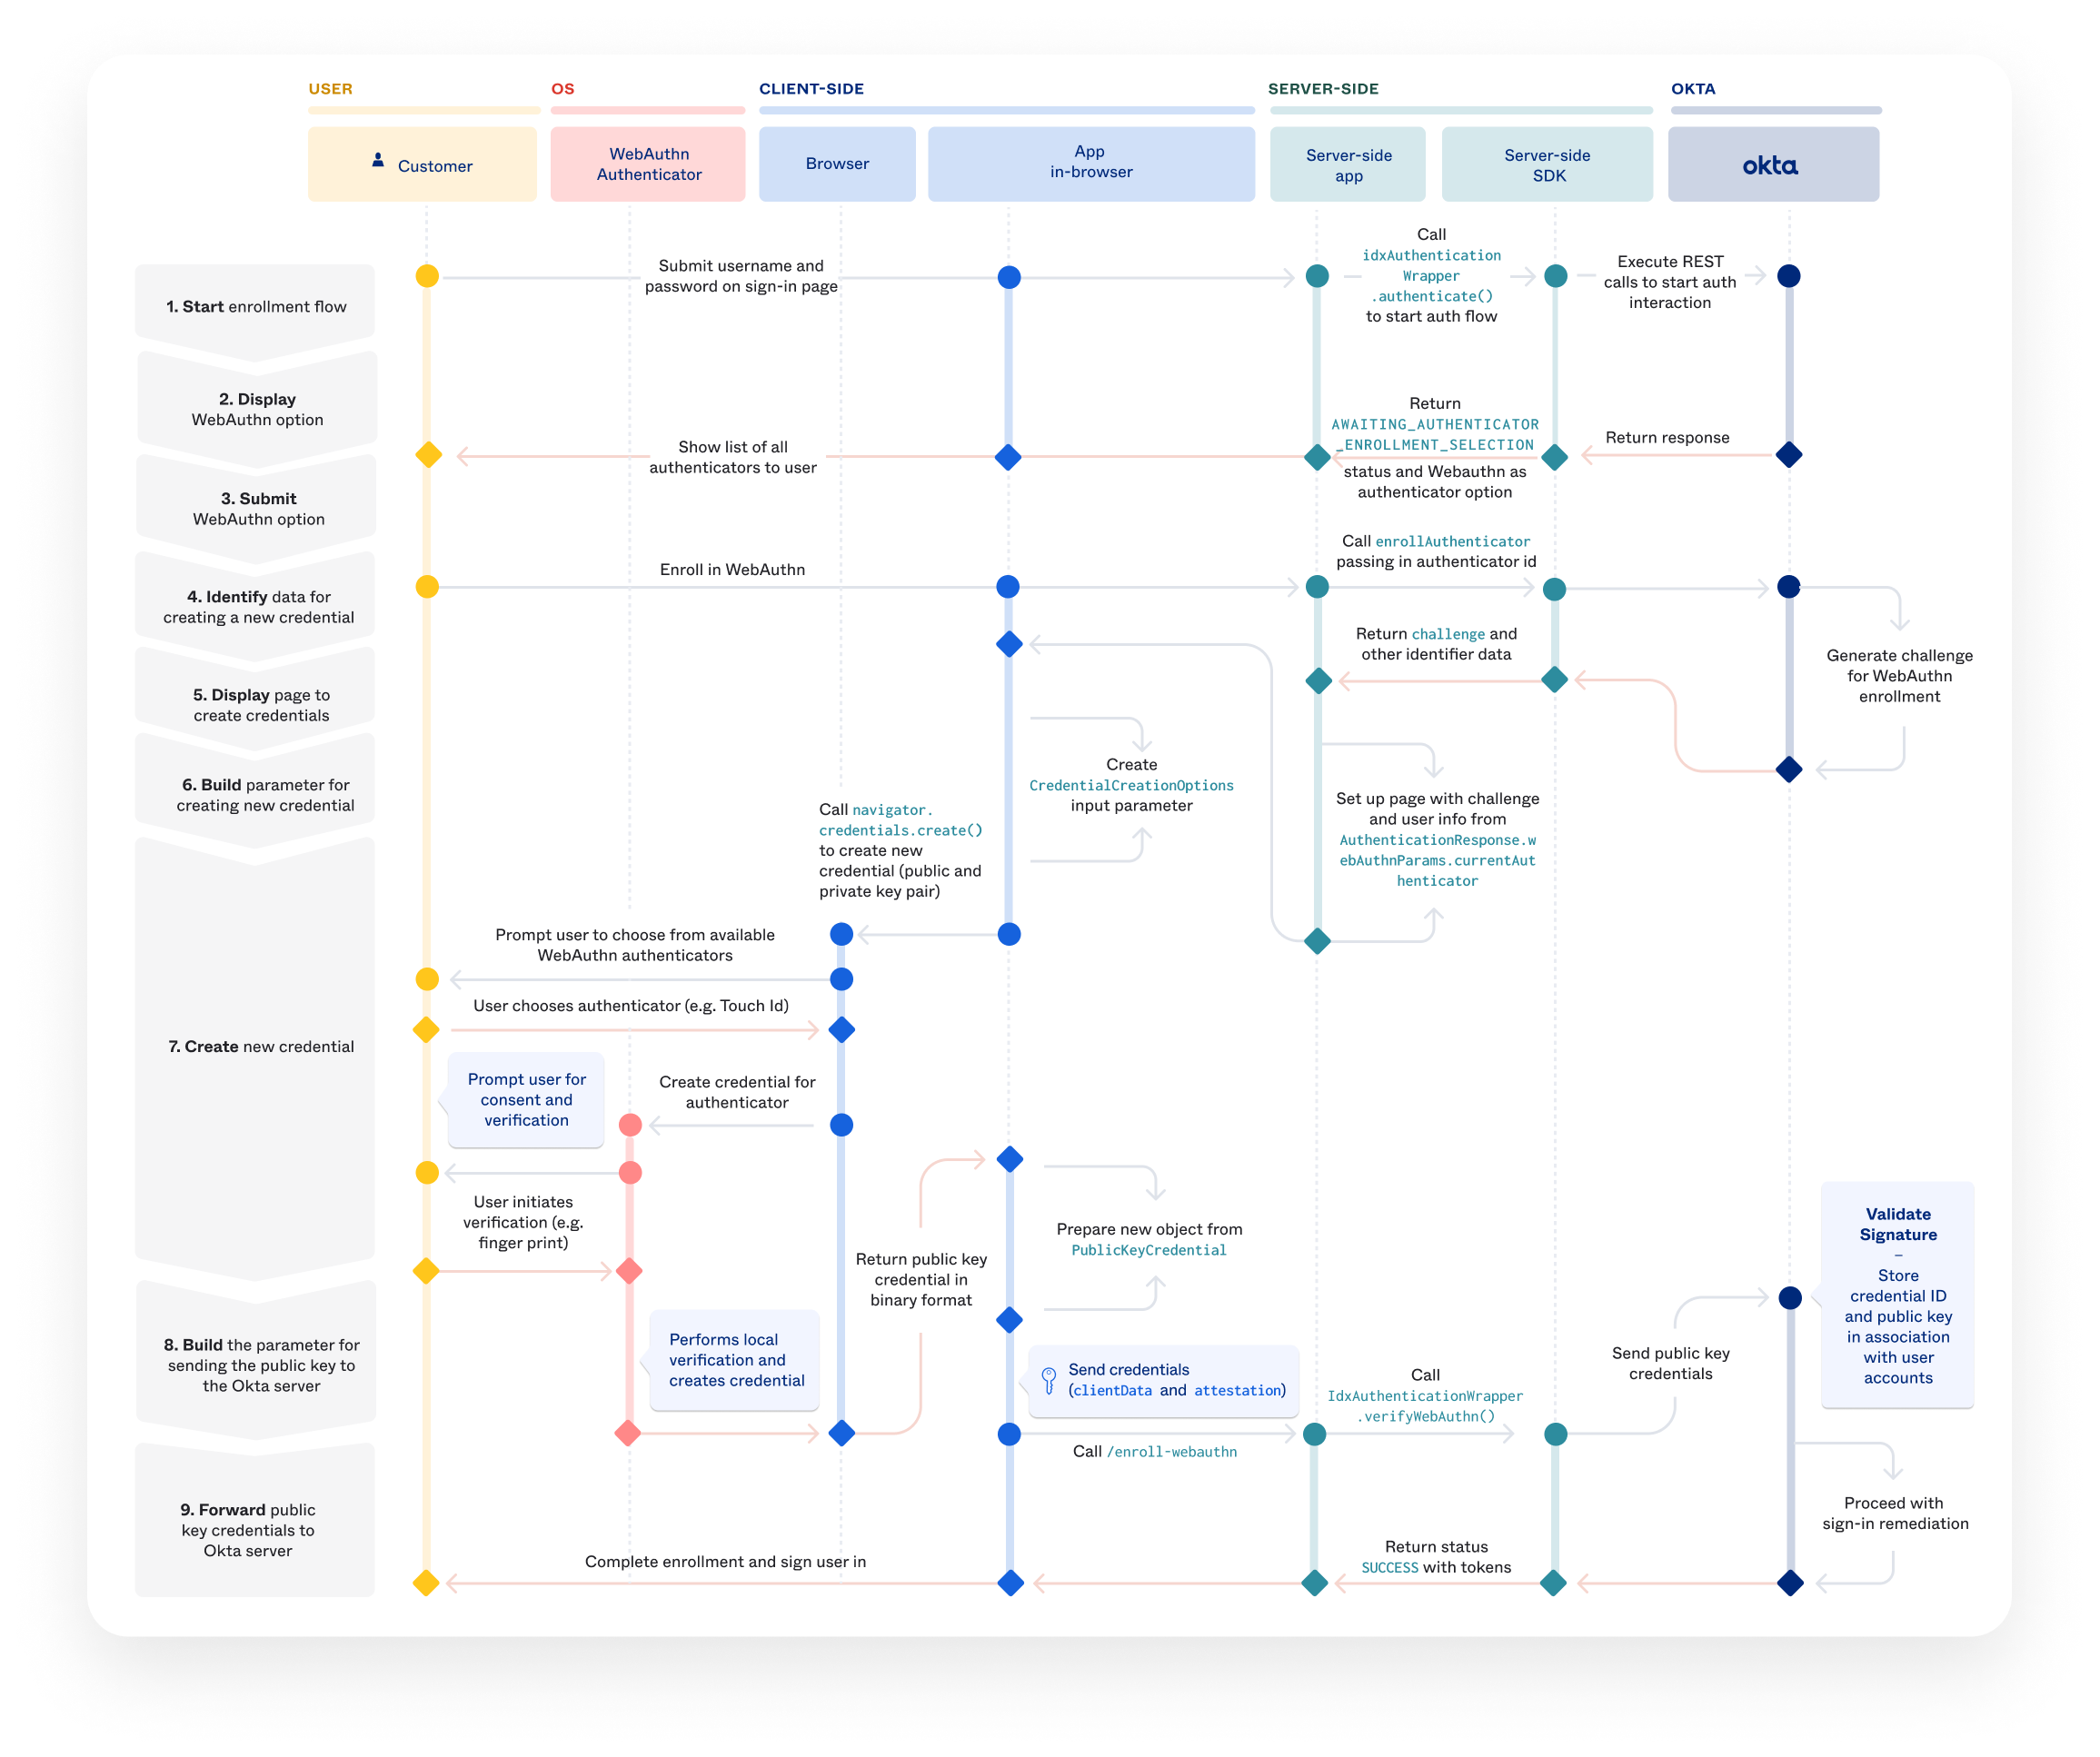 USER
OS
CLIENT-SIDE
SERVER-SIDE
OKTA
Customer
WebAuthn
Authenticator
Browser
App
in-browser
Server-side
app
Server-side
SDK
okta
1. Start enrollment flow
Submit username and
password on sign-in page
Call
idxAuthentication
Wrapper
.authenticate()
to start auth flow
Execute REST
calls to start auth
interaction
2. Display
WebAuthn option
Show list of all
authenticators to user
Return
AWAITING_AUTHENTICATOR
_ENROLLMENT_SELECTION
status and Webauthn as
authenticator option
Return response
3. Submit
WebAuthn option
Enroll in WebAuthn
Call enrollAuthenticator
passing in authenticator id
4. Identify data for
creating a new credential
Return challenge and
other identifier data
Generate challenge
for WebAuthn
enrollment
5. Display page to
create credentials
6. Build parameter for
creating new credential
Create
CredentialCreationOptions
input parameter
Set up page with challenge
and user info from
AuthenticationResponse.w
ebAuthnParams.currentAut
henticator
Call navigator.
credentials.create()
to create new
credential (public and
private key pair)
7. Create new credential
Prompt user to choose from available
WebAuthn authenticators
User chooses authenticator (e.g. Touch Id)
Prompt user for
consent and
verification
Create credential for
authenticator
User initiates
verification (e.g.
finger print)
Return public key
credential in
binary format
Prepare new object from
PublicKeyCredential
Validate
Signature
–
Store
credential ID
and public key
in association
with user
accounts
8. Build the parameter for
sending the public key to
the Okta server
Performs local
verification and
creates credential
Send credentials
(clientData and attestation)
Call /enroll-webauthn
Call
IdxAuthenticationWrapper
.verifyWebAuthn()
Send public key
credentials
9. Forward public
key credentials to
Okta server
Proceed with
sign-in remediation
Complete enrollment and sign user in
Return status
SUCCESS with tokens